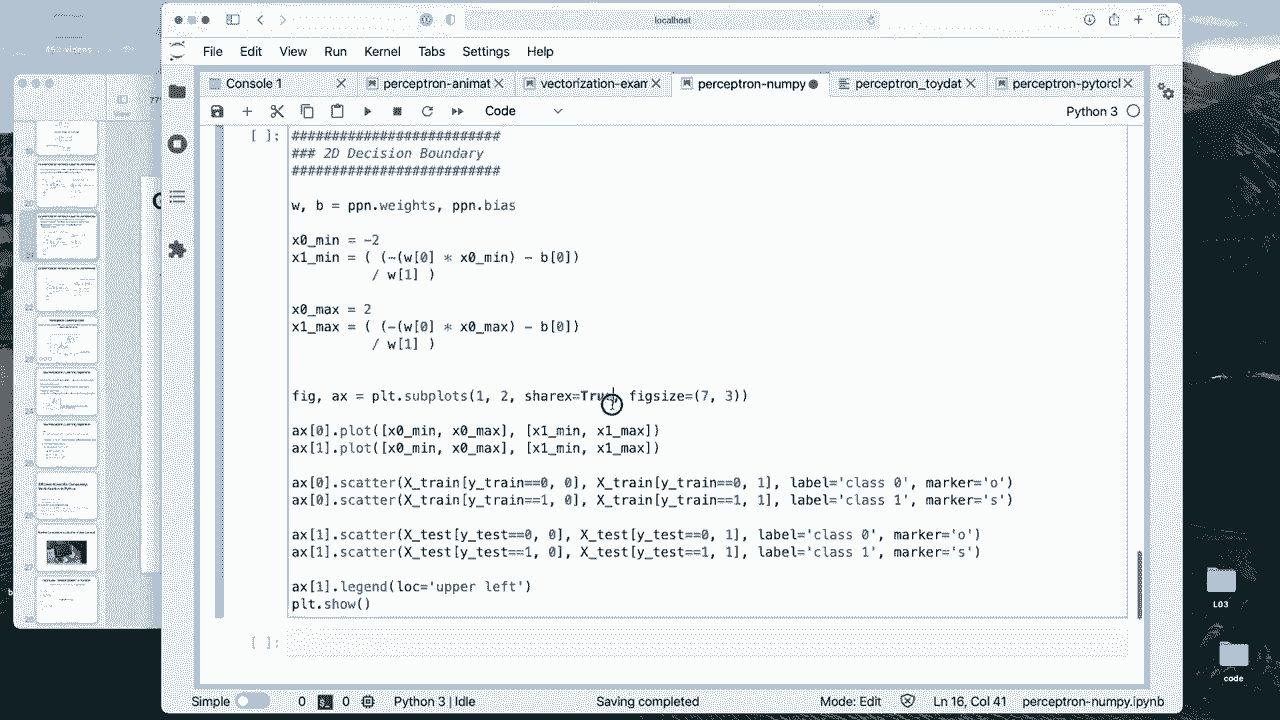 localhost
File Edit View Run Kernel Tabs Settings Help
Console 1 perceptron-animat vectorization-exam perceptron-numpy perceptron_toydat perceptron-pytorch
Code Python 3
[ ]: #########################
### 2D Decision Boundary
#########################
w, b = ppn.weights, ppn.bias
x0_min = -2
x1_min = ( (-(w[0] * x0_min) - b[0])
/ w[1] )
x0_max = 2
x1_max = ( (-(w[0] * x0_max) - b[0])
/ w[1] )
fig, ax = plt.subplots(1, 2, sharex=True, figsize=(7, 3))
ax[0].plot([x0_min, x0_max], [x1_min, x1_max])
ax[1].plot([x0_min, x0_max], [x1_min, x1_max])
ax[0].scatter(X_train[y_train==0, 0], X_train[y_train==0, 1], label='class 0', marker='o')
ax[0].scatter(X_train[y_train==1, 0], X_train[y_train==1, 1], label='class 1', marker='s')
ax[1].scatter(X_test[y_test==0, 0], X_test[y_test==0, 1], label='class 0', marker='o')
ax[1].scatter(X_test[y_test==1, 0], X_test[y_test==1, 1], label='class 1', marker='s')
ax[1].legend(loc='upper left')
plt.show()
[ ]:
Simple 0 0 Python 3 | Idle Saving completed Mode: Edit Ln 16, Col 41 perceptron-numpy.ipynb
L03
code